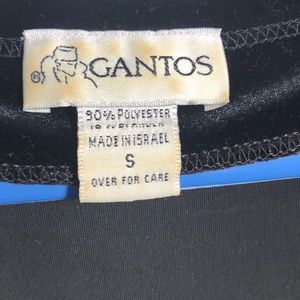 ® GANTOS
90% POLYESTER
MADE IN ISRAEL
S
OVER FOR CARE